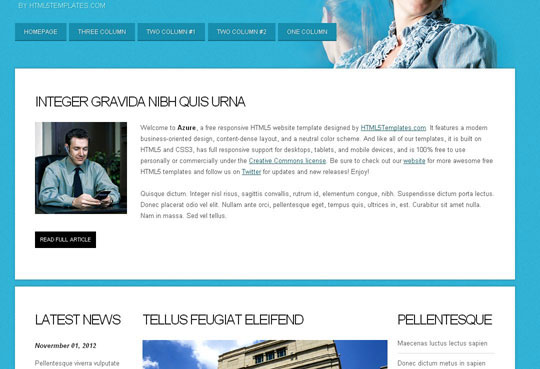 BY HTML5TEMPLATES.COM
HOMEPAGE
THREE COLUMN
TWO COLUMN #1
TWO COLUMN #2
ONE COLUMN
INTEGER GRAVIDA NIBH QUIS URNA
Welcome to Azure, a free responsive HTML5 website template designed by HTML5Templates.com. It features a modern
business-oriented design, content-dense layout, and a neutral color scheme. And like all of our templates, it is built on
HTML5 and CSS3, has full responsive support for desktops, tablets, and mobile devices, and is 100% free to use
personally or commercially under the Creative Commons license. Be sure to check out our website for more awesome
free HTML5 templates and follow us on Twitter for updates and new releases! Enjoy!
Quisque dictum. Integer nisl risus, sagittis convallis, rutrum id, elementum congue, nibh. Suspendisse dictum porta lectus.
Donec placerat odio vel elit. Nullam ante orci, pellentesque eget, tempus quis, ultrices in, est. Curabitur sit amet nulla.
Nam in massa. Sed vel tellus.
READ FULL ARTICLE
LATEST NEWS
November 01, 2012
Pellentesque viverra vulputate
TELLUS FEUGIAT ELEIFEND
PELLENTESQUE
Maecenas luctus lectus sapien
Donec dictum metus in sapien